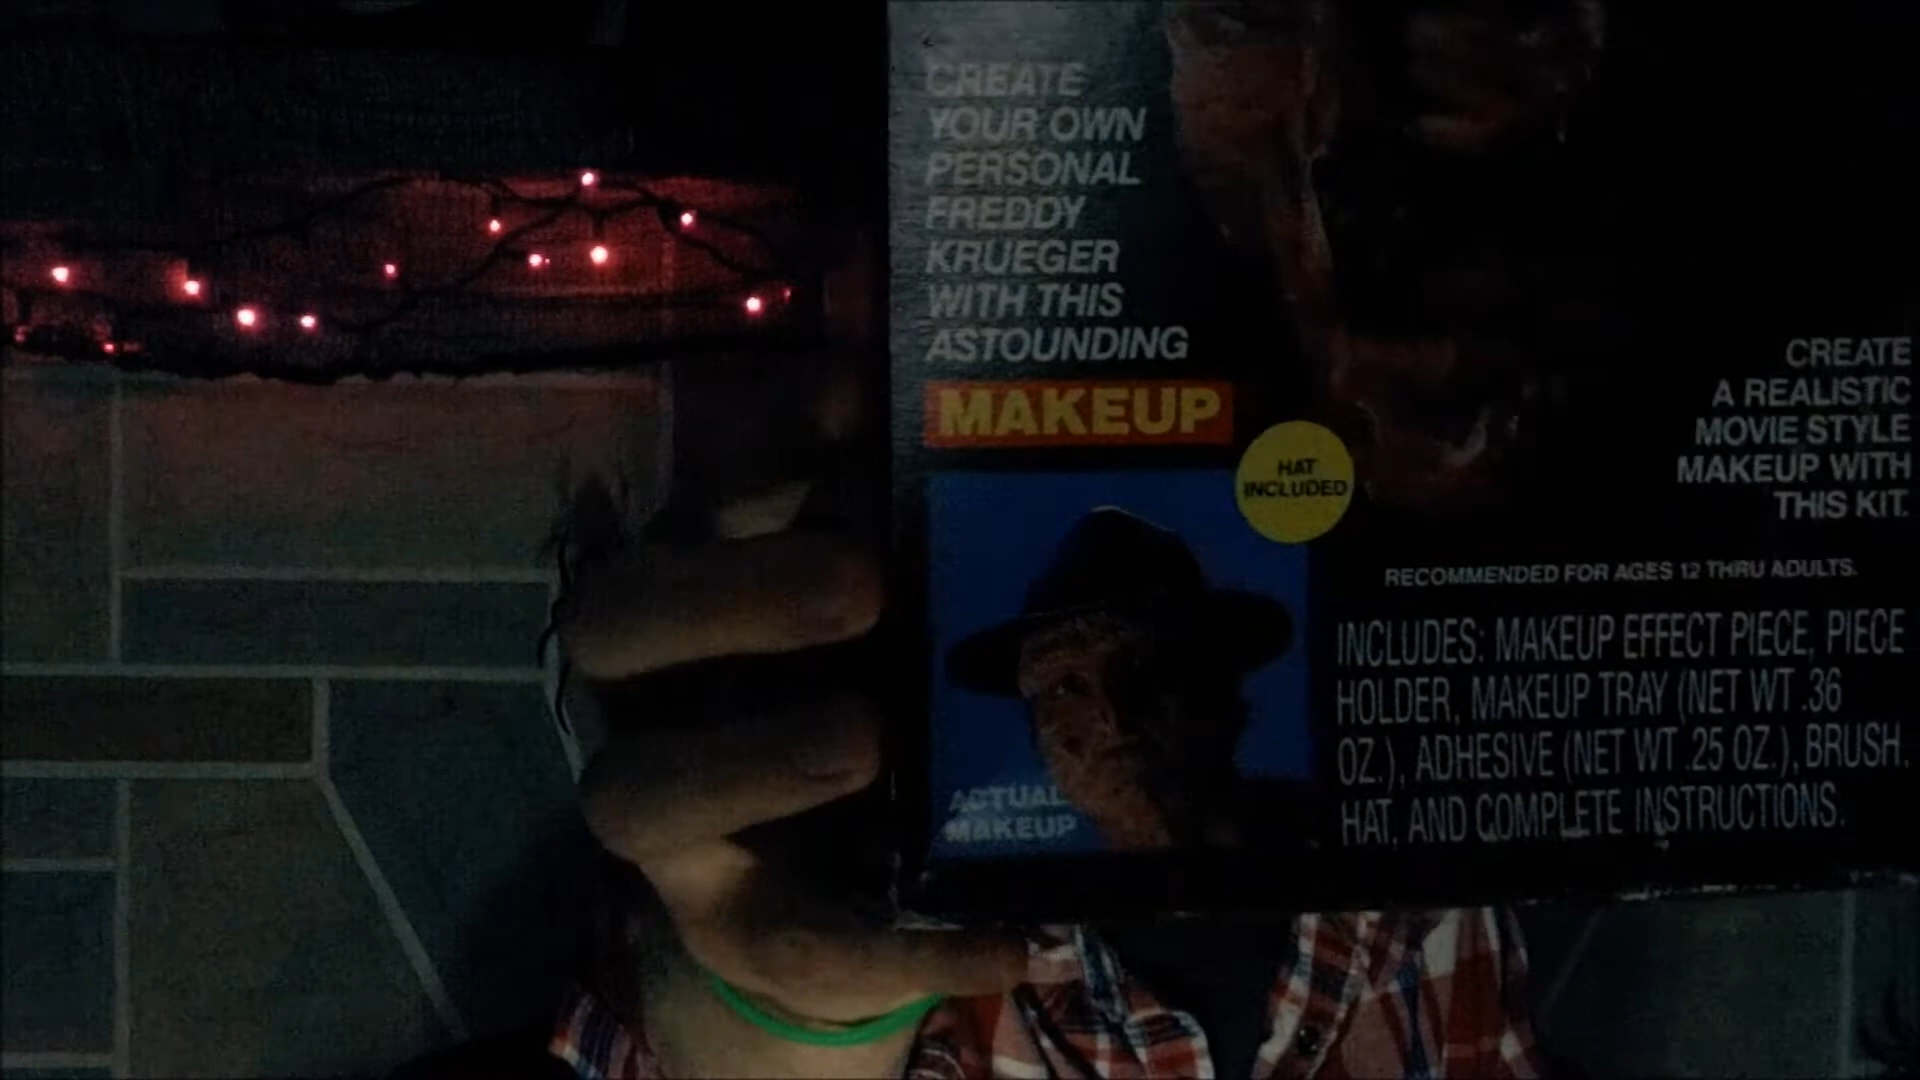 CREATE
YOUR OWN
PERSONAL
FREDDY
KRUEGER
WITH THIS
ASTOUNDING
MAKEUP
HAT
INCLUDED
ACTUAL
MAKEUP
CREATE
A REALISTIC
MOVIE STYLE
MAKEUP WITH
THIS KIT.
RECOMMENDED FOR AGES 12 THRU ADULTS.
INCLUDES: MAKEUP EFFECT PIECE, PIECE
HOLDER, MAKEUP TRAY (NET WT .36
OZ.), ADHESIVE (NET WT .25 OZ.), BRUSH,
HAT, AND COMPLETE INSTRUCTIONS.